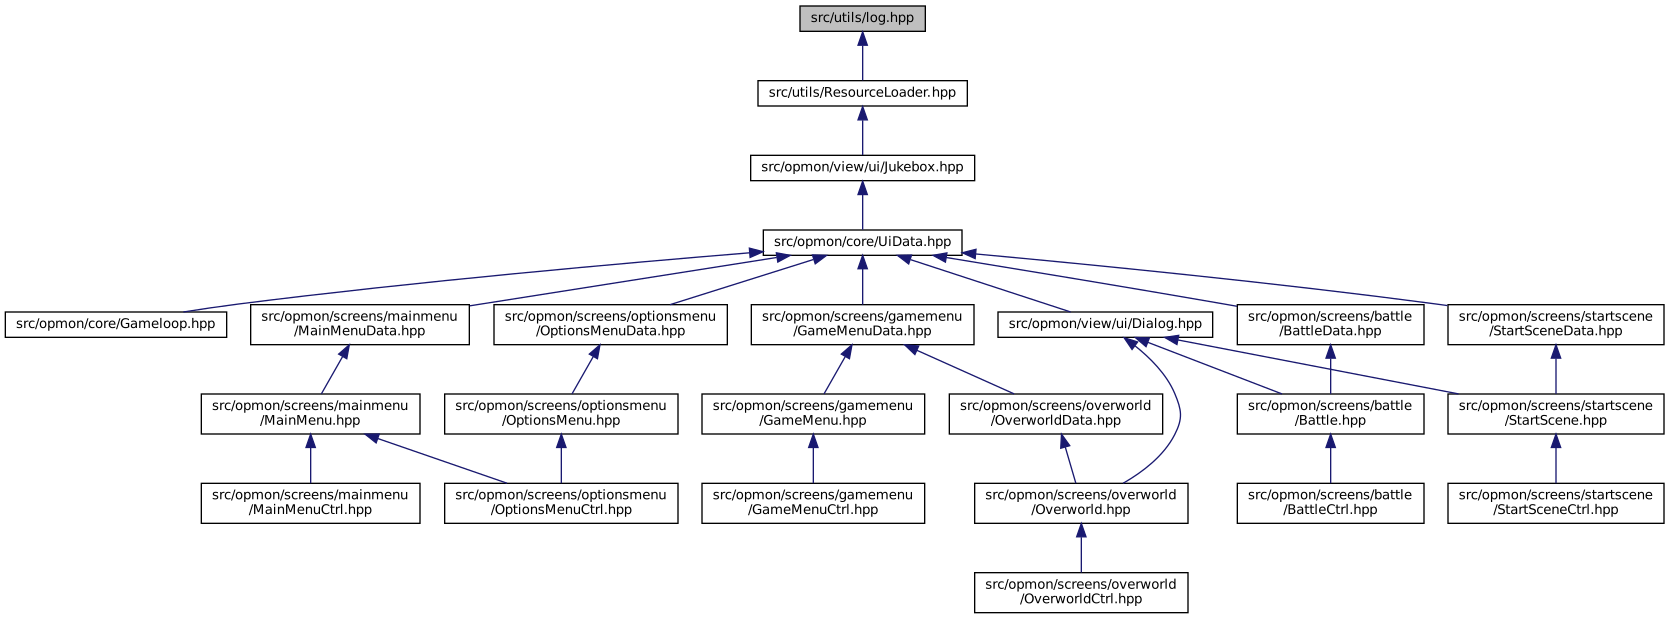 src/utils/log.hpp
src/utils/ResourceLoader.hpp
src/opmon/view/ui/Jukebox.hpp
src/opmon/core/UiData.hpp
src/opmon/core/Gameloop.hpp
src/opmon/screens/mainmenu
/MainMenuData.hpp
src/opmon/screens/optionsmenu
/OptionsMenuData.hpp
src/opmon/screens/gamemenu
/GameMenuData.hpp
src/opmon/view/ui/Dialog.hpp
src/opmon/screens/battle
/BattleData.hpp
src/opmon/screens/startscene
/StartSceneData.hpp
src/opmon/screens/mainmenu
/MainMenu.hpp
src/opmon/screens/optionsmenu
/OptionsMenu.hpp
src/opmon/screens/gamemenu
/GameMenu.hpp
src/opmon/screens/overworld
/OverworldData.hpp
src/opmon/screens/battle
/Battle.hpp
src/opmon/screens/startscene
/StartScene.hpp
src/opmon/screens/mainmenu
/MainMenuCtrl.hpp
src/opmon/screens/optionsmenu
/OptionsMenuCtrl.hpp
src/opmon/screens/gamemenu
/GameMenuCtrl.hpp
src/opmon/screens/overworld
/Overworld.hpp
src/opmon/screens/battle
/BattleCtrl.hpp
src/opmon/screens/startscene
/StartSceneCtrl.hpp
src/opmon/screens/overworld
/OverworldCtrl.hpp